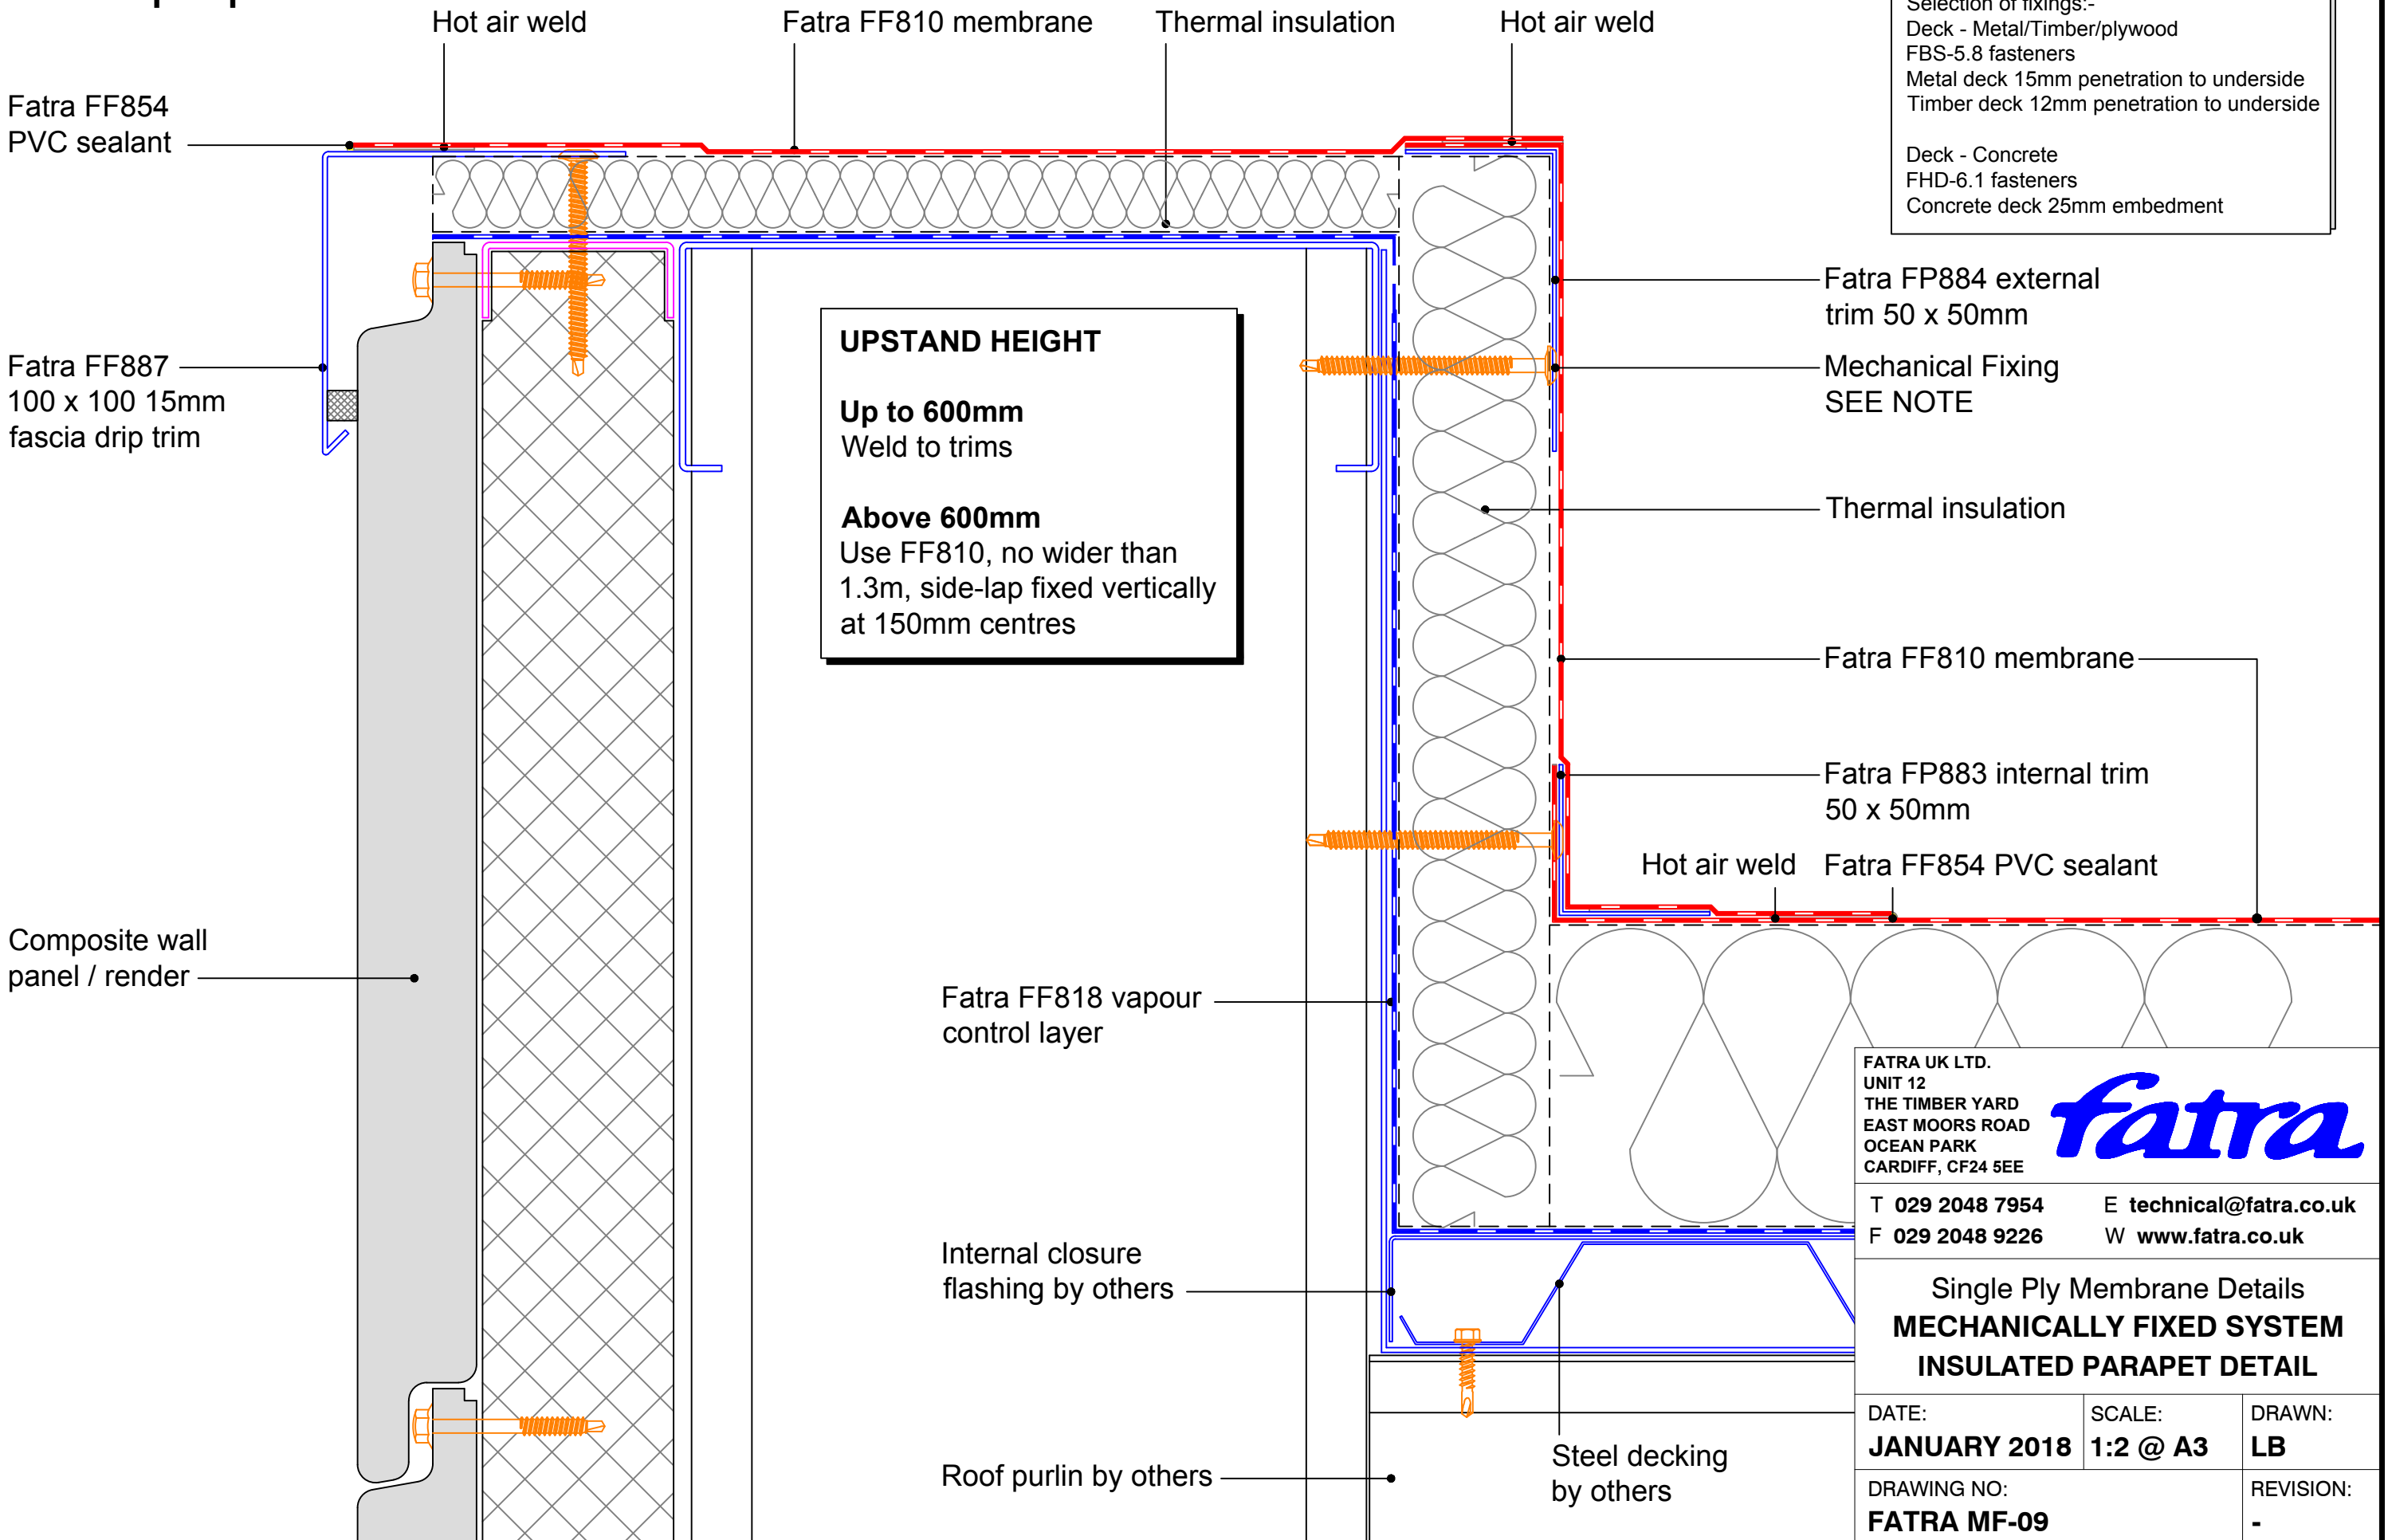 Hot air weld
Fatra FF810 membrane
Thermal insulation
Hot air weld
Selection of fixings:-
Deck - Metal/Timber/plywood
FBS-5.8 fasteners
Metal deck 15mm penetration to underside
Timber deck 12mm penetration to underside
Deck - Concrete
FHD-6.1 fasteners
Concrete deck 25mm embedment
Fatra FF854
PVC sealant
Fatra FF887
100 x 100 15mm
fascia drip trim
UPSTAND HEIGHT
Up to 600mm
Weld to trims
Above 600mm
Use FF810, no wider than
1.3m, side-lap fixed vertically
at 150mm centres
Fatra FP884 external
trim 50 x 50mm
Mechanical Fixing
SEE NOTE
Thermal insulation
Fatra FF810 membrane
Fatra FP883 internal trim
50 x 50mm
Hot air weld
Fatra FF854 PVC sealant
Composite wall
panel / render
Fatra FF818 vapour
control layer
Internal closure
flashing by others
Roof purlin by others
Steel decking
by others
FATRA UK LTD.
UNIT 12
THE TIMBER YARD
EAST MOORS ROAD
OCEAN PARK
CARDIFF, CF24 5EE
fatra
T 029 2048 7954
E technical@fatra.co.uk
F 029 2048 9226
W www.fatra.co.uk
Single Ply Membrane Details
MECHANICALLY FIXED SYSTEM
INSULATED PARAPET DETAIL
DATE:
JANUARY 2018
SCALE:
1:2 @ A3
DRAWN:
LB
DRAWING NO:
FATRA MF-09
REVISION:
-